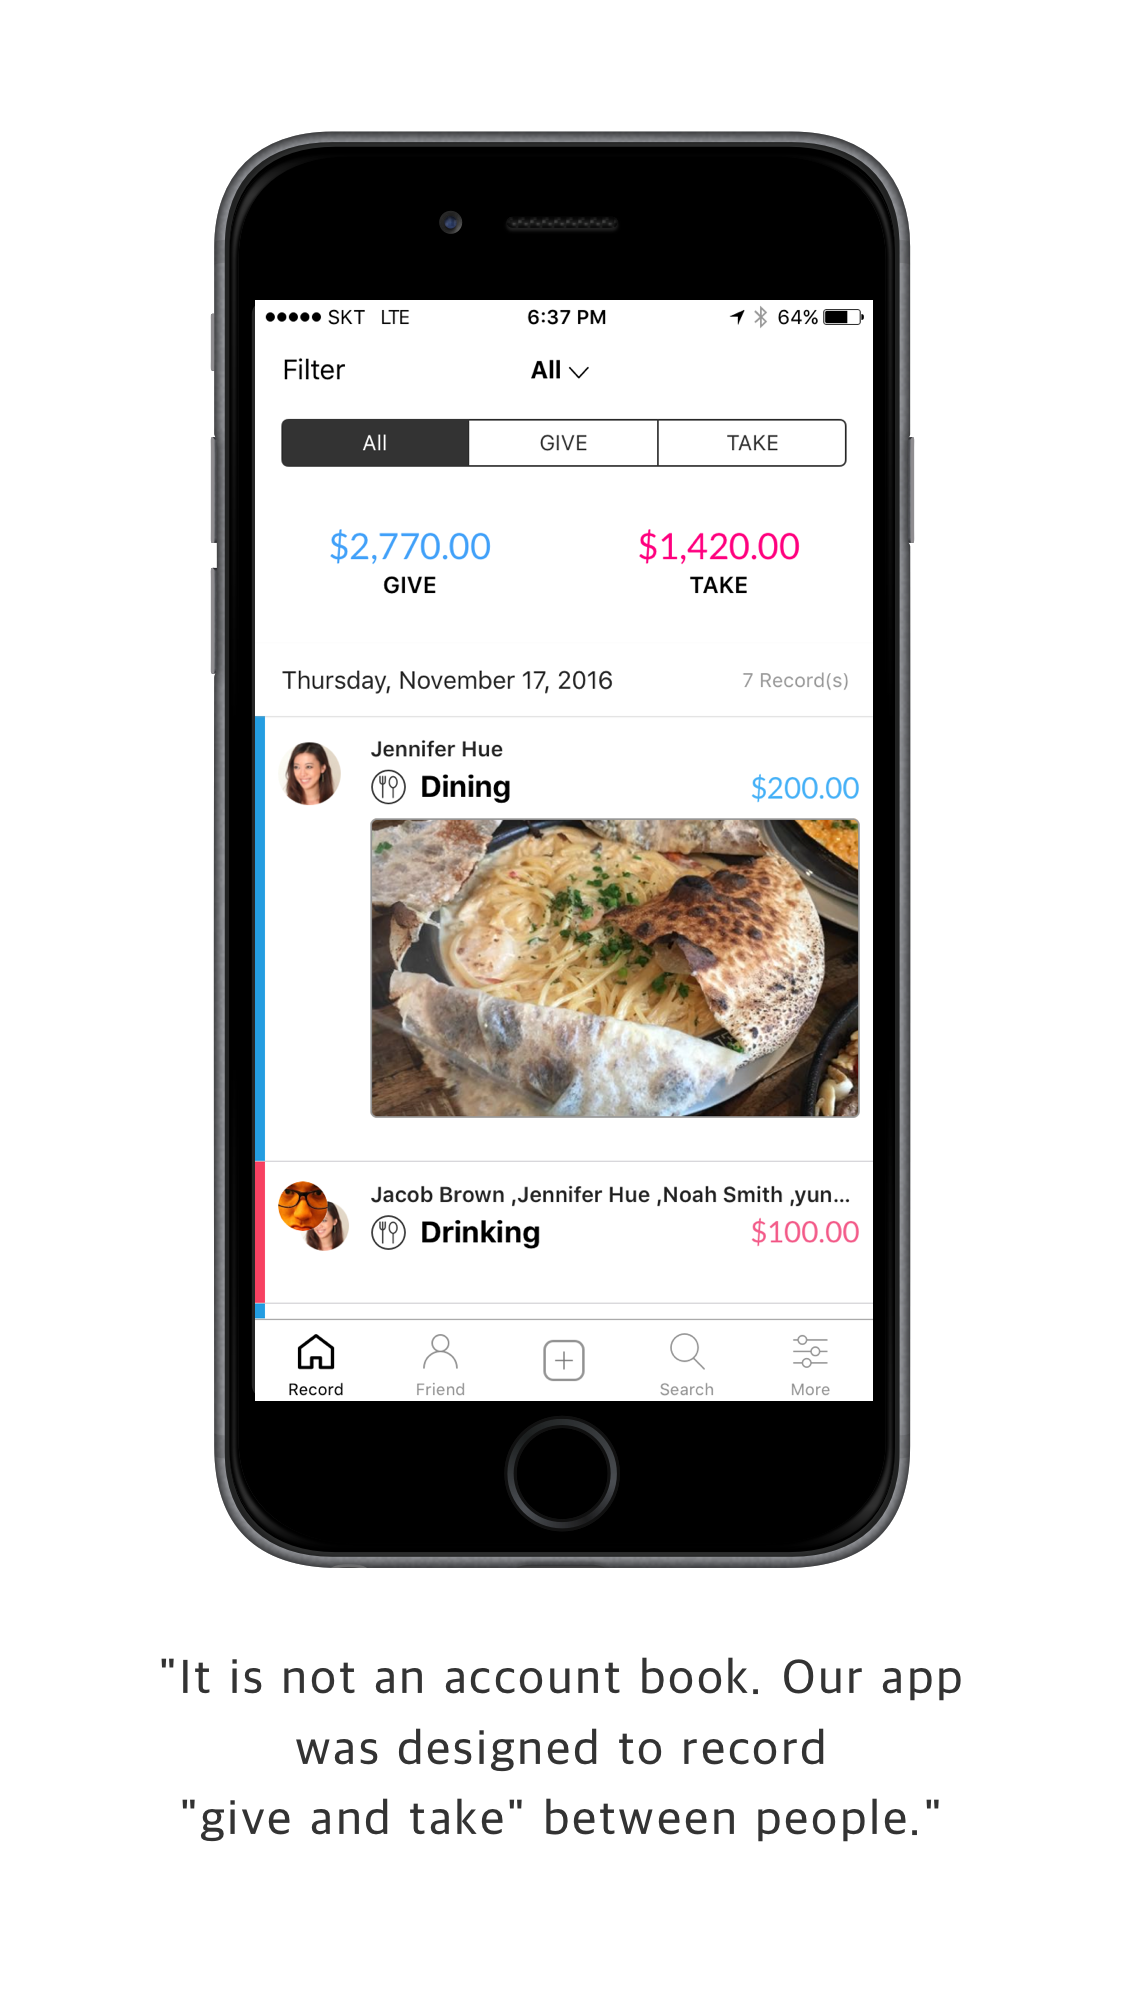 ●●●●● SKT LTE 6:37 PM 64%
Filter All
All GIVE TAKE
$2,770.00 $1,420.00
GIVE TAKE
Thursday, November 17, 2016 7 Record(s)
Jennifer Hue
Dining $200.00
Jacob Brown ,Jennifer Hue ,Noah Smith ,yun...
Drinking $100.00
Record Friend Search More
"It is not an account book. Our app
was designed to record
"give and take" between people."